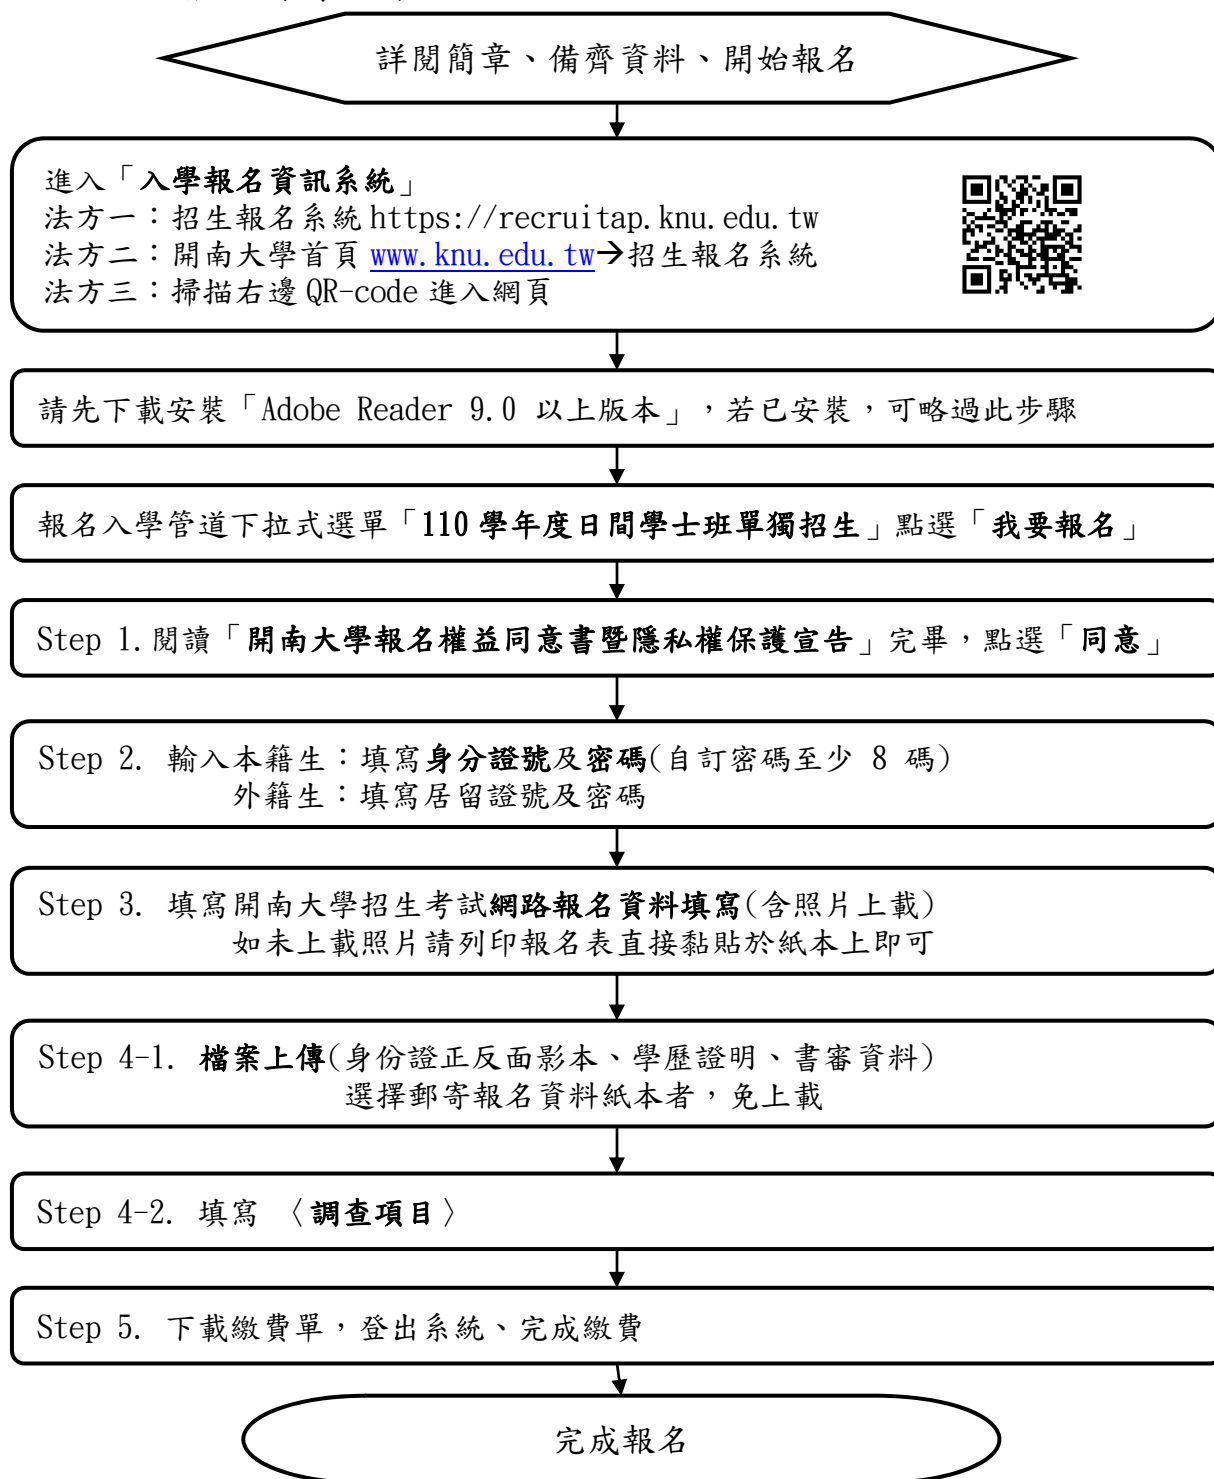 詳閱簡章、備齊資料、開始報名
進入「入學報名資訊系統」
法方一：招生報名系統 https://recruitap.knu.edu.tw
法方二：開南大學首頁 www.knu.edu.tw→招生報名系統
法方三：掃描右邊 QR-code 進入網頁
請先下載安裝「Adobe Reader 9.0 以上版本」，若已安裝，可略過此步驟
報名入學管道下拉式選單「110 學年度日間學士班單獨招生」點選「我要報名」
Step 1.閱讀「開南大學報名權益同意書暨隱私權保護宣告」完畢，點選「同意」
Step 2. 輸入本籍生：填寫身分證號及密碼(自訂密碼至少 8 碼)
外籍生：填寫居留證號及密碼
Step 3. 填寫開南大學招生考試網路報名資料填寫(含照片上載)
如未上載照片請列印報名表直接黏貼於紙本上即可
Step 4-1. 檔案上傳(身份證正反面影本、學歷證明、書審資料)
選擇郵寄報名資料紙本者，免上載
Step 4-2. 填寫 〈調查項目〉
Step 5. 下載繳費單，登出系統、完成繳費
完成報名